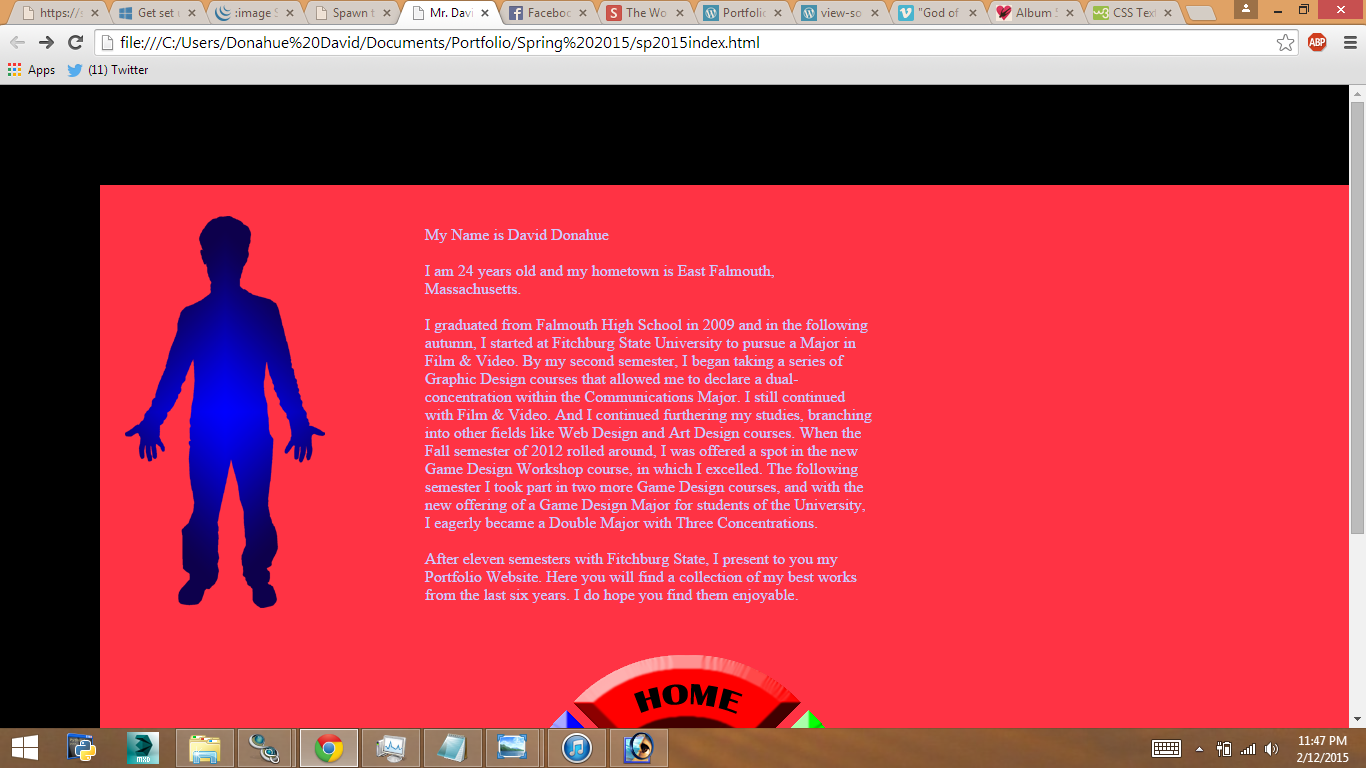 https://s
Get set u
:image S
Spawn t
Mr. Davi
Faceboo
The Wo
Portfolio
view-so
"God of
Album S
CSS Text
file:///C:/Users/Donahue%20David/Documents/Portfolio/Spring%202015/sp2015index.html
ABP
Apps
(11) Twitter
My Name is David Donahue
I am 24 years old and my hometown is East Falmouth,
Massachusetts.
I graduated from Falmouth High School in 2009 and in the following
autumn, I started at Fitchburg State University to pursue a Major in
Film & Video. By my second semester, I began taking a series of
Graphic Design courses that allowed me to declare a dual-
concentration within the Communications Major. I still continued
with Film & Video. And I continued furthering my studies, branching
into other fields like Web Design and Art Design courses. When the
Fall semester of 2012 rolled around, I was offered a spot in the new
Game Design Workshop course, in which I excelled. The following
semester I took part in two more Game Design courses, and with the
new offering of a Game Design Major for students of the University,
I eagerly became a Double Major with Three Concentrations.
After eleven semesters with Fitchburg State, I present to you my
Portfolio Website. Here you will find a collection of my best works
from the last six years. I do hope you find them enjoyable.
HOME
11:47 PM
2/12/2015